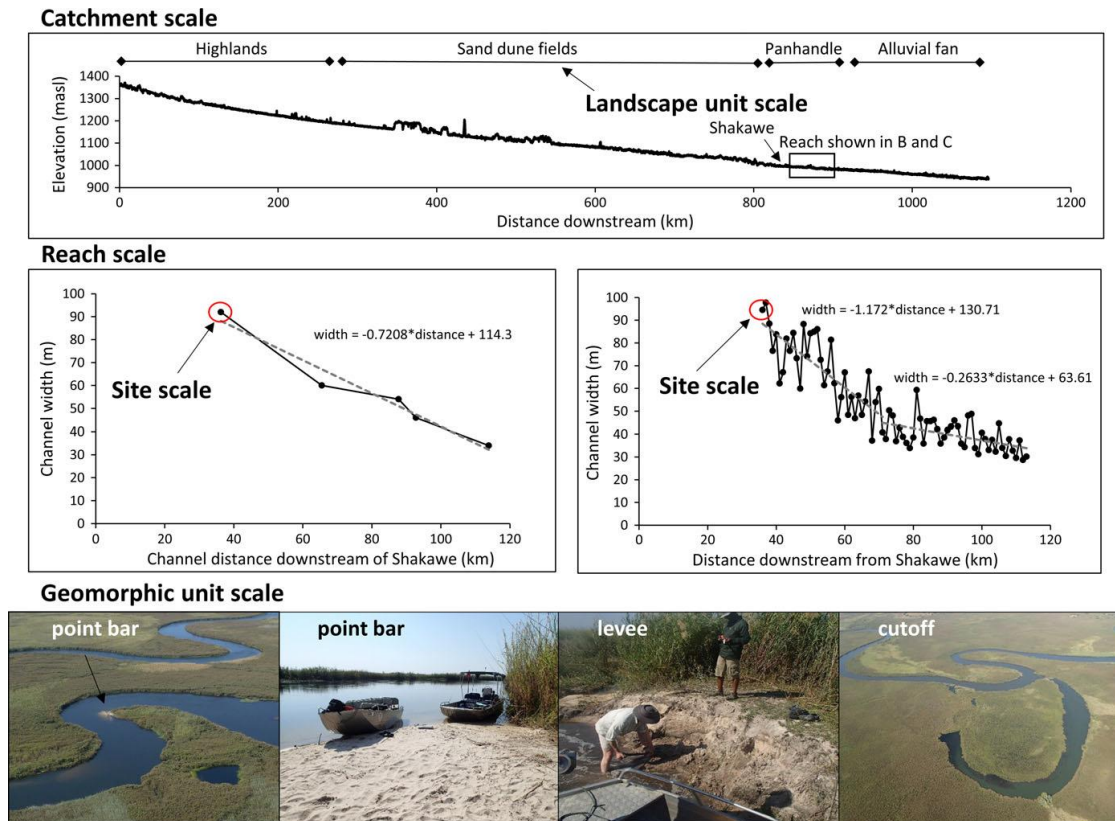 Catchment scale
Highlands
Sand dune fields
Panhandle
Alluvial fan
Elevation (masl)
1400
1300
1200
1100
1000
900
Landscape unit scale
Shakawe
Reach shown in B and C
0
200
400
600
800
1000
1200
Distance downstream (km)
Reach scale
Channel width (m)
100
90
80
70
60
50
40
30
20
10
0
width = -0.7208*distance + 114.3
Site scale
0
20
40
60
80
100
120
Channel distance downstream of Shakawe (km)
Channel width (m)
100
90
80
70
60
50
40
30
20
10
0
width = -1.172*distance + 130.71
Site scale
width = -0.2633*distance + 63.61
0
20
40
60
80
100
120
Distance downstream from Shakawe (km)
Geomorphic unit scale
point bar
point bar
levee
cutoff